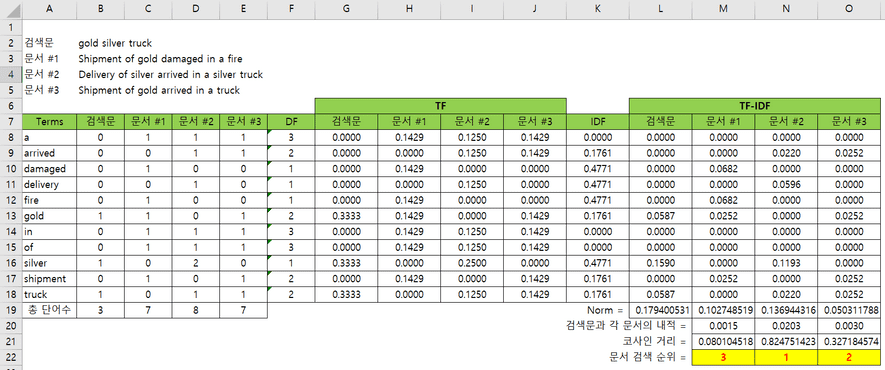 A B C D E F G H I J K L M N O
1
2 검색문 gold silver truck
3 문서 #1 Shipment of gold damaged in a fire
4 문서 #2 Delivery of silver arrived in a silver truck
5 문서 #3 Shipment of gold arrived in a truck
6 TF TF-IDF
7 Terms 검색문 문서 #1 문서 #2 문서 #3 DF 검색문 문서 #1 문서 #2 문서 #3 IDF 검색문 문서 #1 문서 #2 문서 #3
8 a 0 1 1 1 3 0.0000 0.1429 0.1250 0.1429 0.0000 0.0000 0.0000 0.0000 0.0000
9 arrived 0 0 1 1 2 0.0000 0.0000 0.1250 0.1429 0.1761 0.0000 0.0000 0.0220 0.0252
10 damaged 0 1 0 0 1 0.0000 0.1429 0.0000 0.0000 0.4771 0.0000 0.0682 0.0000 0.0000
11 delivery 0 0 1 0 1 0.0000 0.0000 0.1250 0.0000 0.4771 0.0000 0.0000 0.0596 0.0000
12 fire 0 1 0 0 1 0.0000 0.1429 0.0000 0.0000 0.4771 0.0000 0.0682 0.0000 0.0000
13 gold 1 1 0 1 2 0.3333 0.1429 0.0000 0.1429 0.1761 0.0587 0.0252 0.0000 0.0252
14 in 0 1 1 1 3 0.0000 0.1429 0.1250 0.1429 0.0000 0.0000 0.0000 0.0000 0.0000
15 of 0 1 1 1 3 0.0000 0.1429 0.1250 0.1429 0.0000 0.0000 0.0000 0.0000 0.0000
16 silver 1 0 2 0 1 0.3333 0.0000 0.2500 0.0000 0.4771 0.1590 0.0000 0.1193 0.0000
17 shipment 0 1 0 1 2 0.0000 0.1429 0.0000 0.1429 0.1761 0.0000 0.0252 0.0000 0.0252
18 truck 1 0 1 1 2 0.3333 0.0000 0.1250 0.1429 0.1761 0.0587 0.0000 0.0220 0.0252
19 총 단어수 3 7 8 7 Norm = 0.179400531 0.102748519 0.136944316 0.050311788
20 검색문과 각 문서의 내적 = 0.0015 0.0203 0.0030
21 코사인 거리 = 0.080104518 0.824751423 0.327184574
22 문서 검색 순위 = 3 1 2